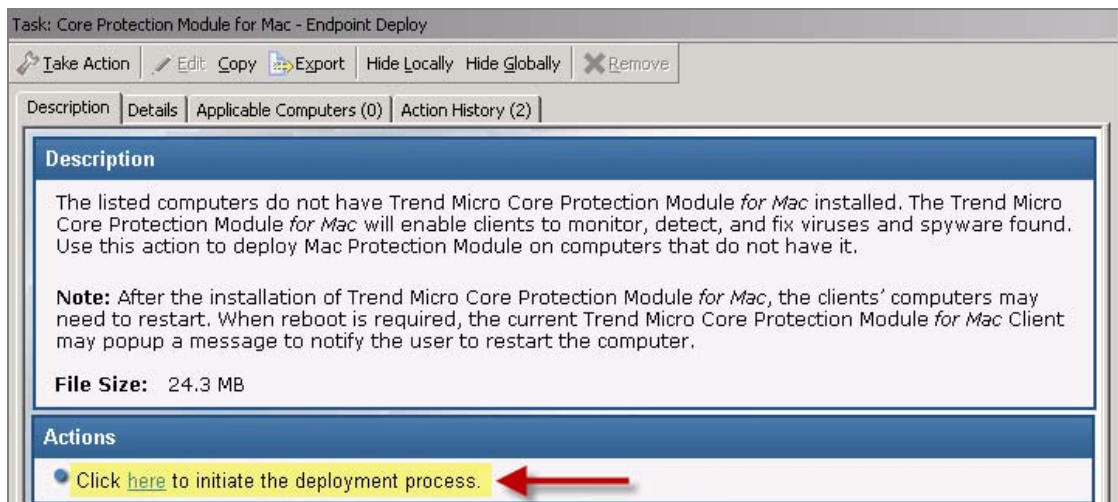 Task: Core Protection Module for Mac - Endpoint Deploy
Take Action Edit Copy Export Hide Locally Hide Globally Remove
Description Details Applicable Computers (0) Action History (2)
Description
The listed computers do not have Trend Micro Core Protection Module for Mac installed. The Trend Micro
Core Protection Module for Mac will enable clients to monitor, detect, and fix viruses and spyware found.
Use this action to deploy Mac Protection Module on computers that do not have it.
Note: After the installation of Trend Micro Core Protection Module for Mac, the clients' computers may
need to restart. When reboot is required, the current Trend Micro Core Protection Module for Mac Client
may popup a message to notify the user to restart the computer.
File Size: 24.3 MB
Actions
Click here to initiate the deployment process.